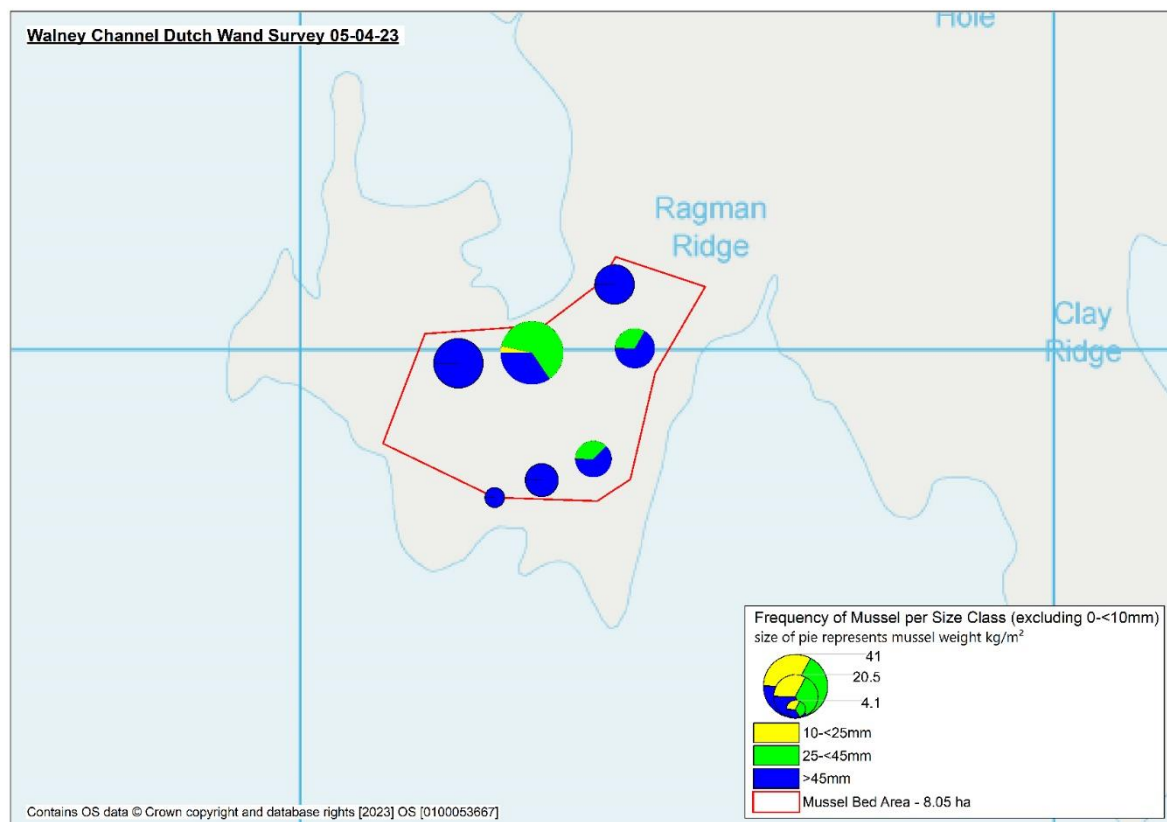 Walney Channel Dutch Wand Survey 05-04-23
Hole
Ragman
Ridge
Clay
Ridge
Frequency of Mussel per Size Class (excluding 0-<10mm)
size of pie represents mussel weight kg/m²
41
20.5
4.1
10-<25mm
25-<45mm
>45mm
Mussel Bed Area - 8.05 ha
Contains OS data © Crown copyright and database rights [2023] OS [0100053667]